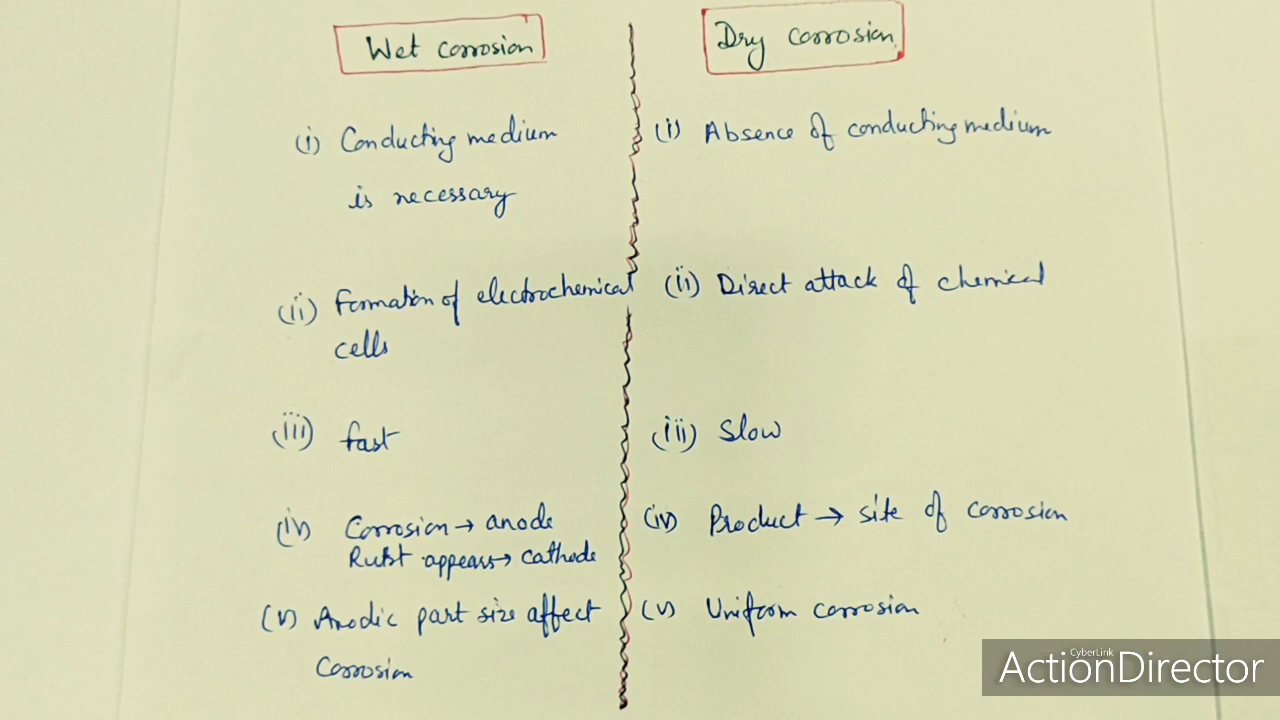 Wet corrosion
(i) Conducting medium
is necessary
(ii) Formation of electrochemical
cells
(iii) fast
(iv) Corrosion → anode
Rust appears → cathode
(v) Anodic part size affect
Corrosion
Dry corrosion
(i) Absence of conducting medium
(ii) Direct attack of chemical
(iii) Slow
(iv) Product → site of corrosion
(v) Uniform corrosion
CyberLink
ActionDirector